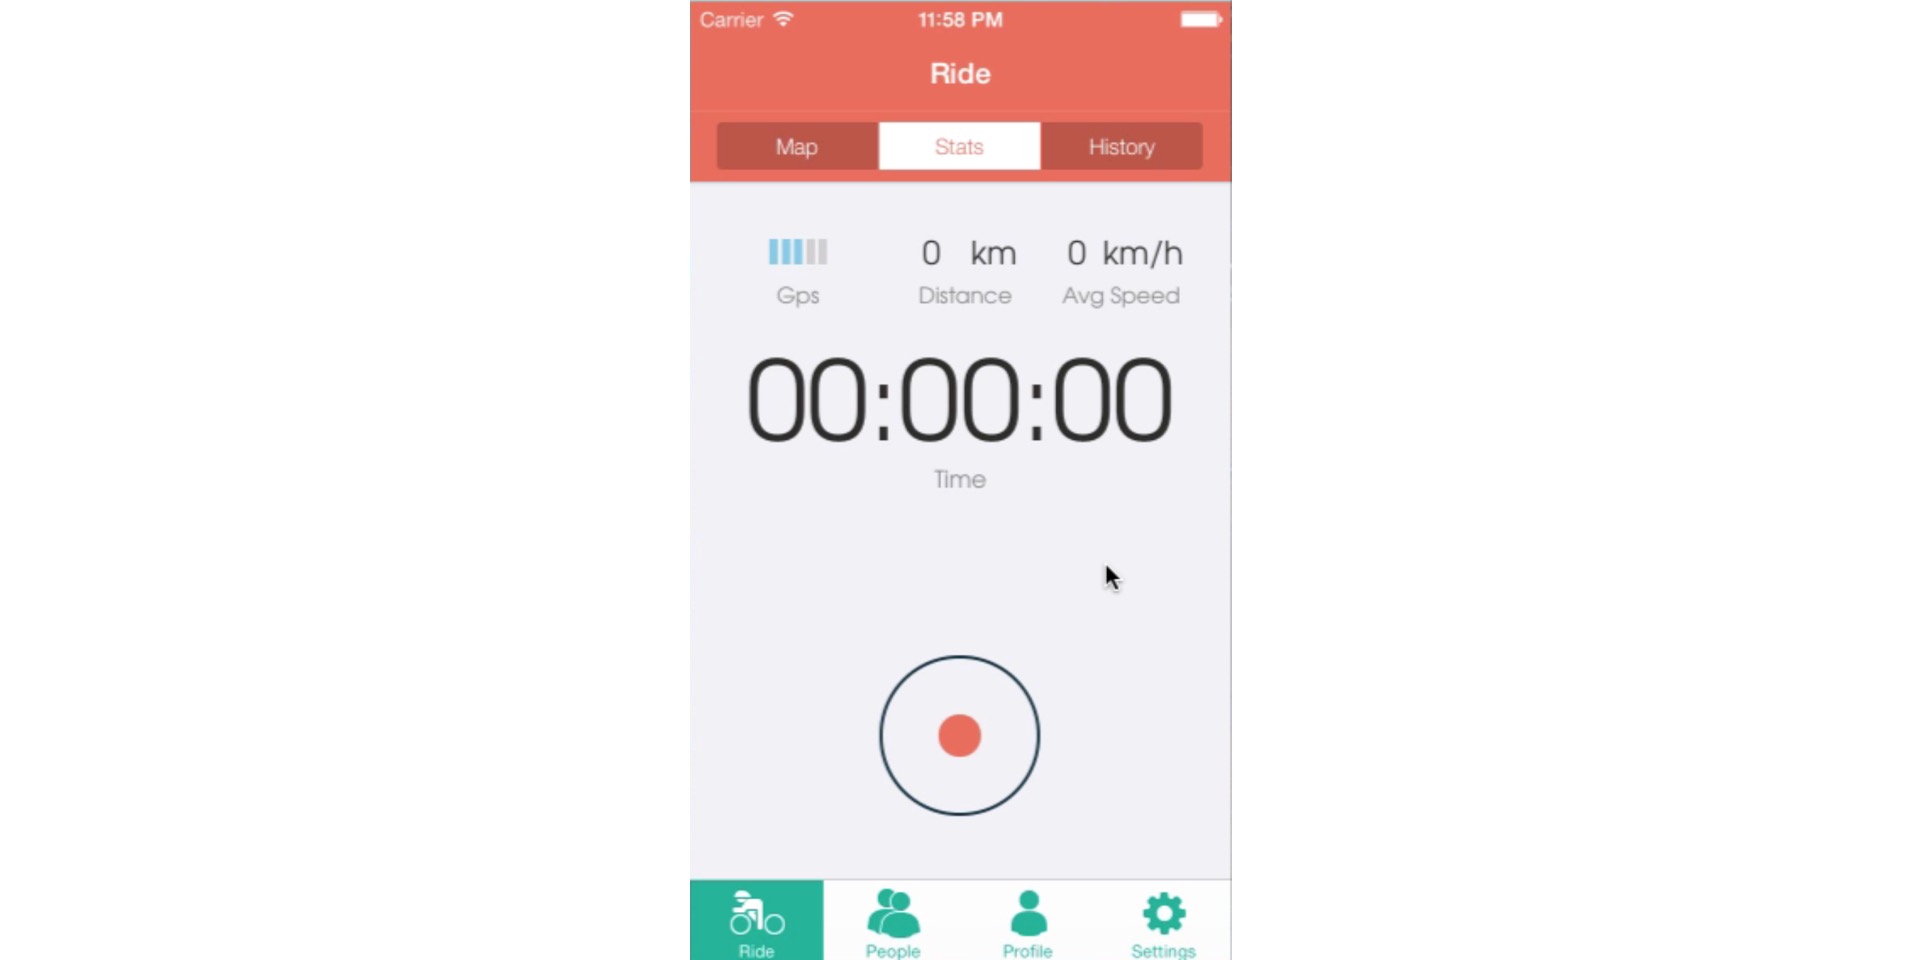 Carrier 11:58 PM
Ride
Map Stats History
0 km 0 km/h
Gps Distance Avg Speed
00:00:00
Time
Ride People Profile Settings